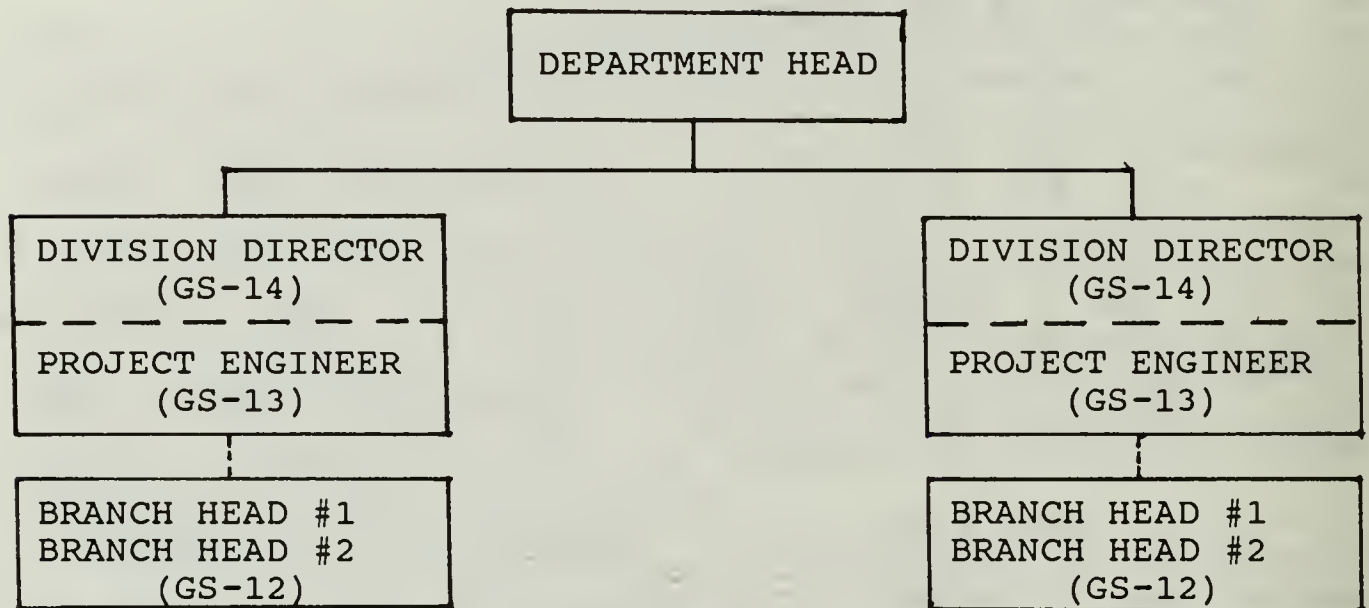 DEPARTMENT HEAD
DIVISION DIRECTOR
(GS-14)
PROJECT ENGINEER
(GS-13)
BRANCH HEAD #1
BRANCH HEAD #2
(GS-12)
DIVISION DIRECTOR
(GS-14)
PROJECT ENGINEER
(GS-13)
BRANCH HEAD #1
BRANCH HEAD #2
(GS-12)